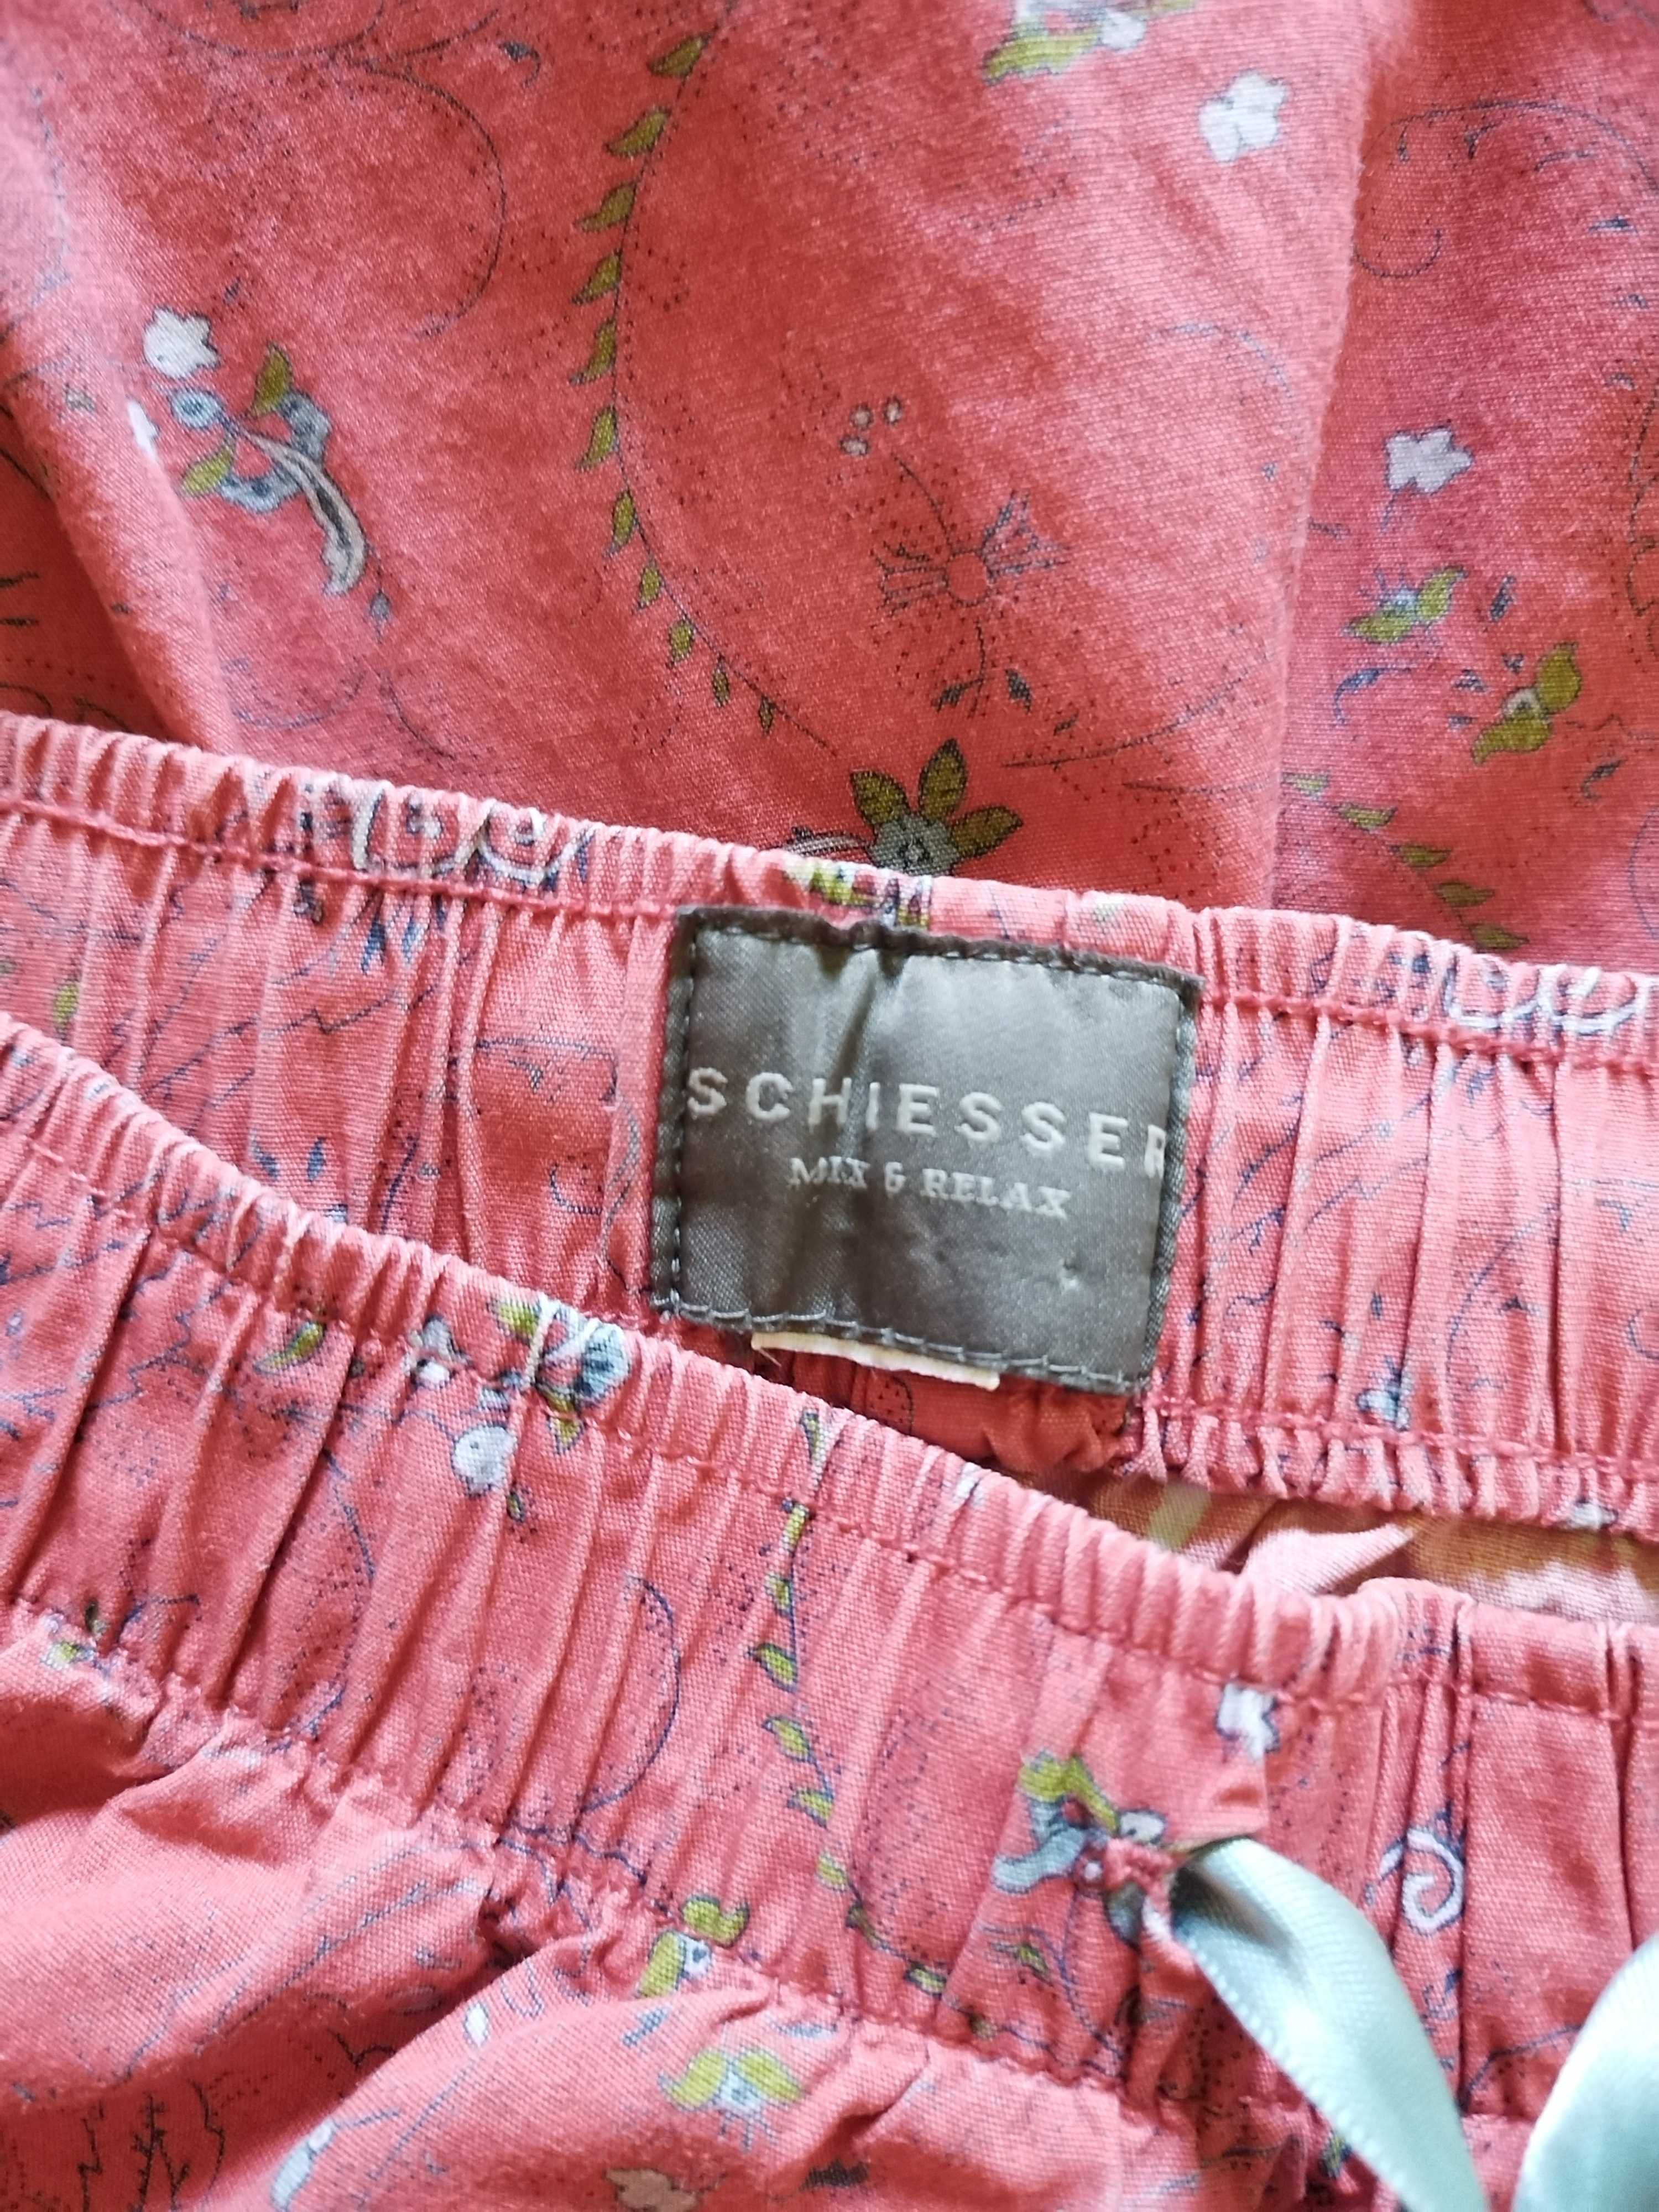 SCHIESSER
MIX & RELAX